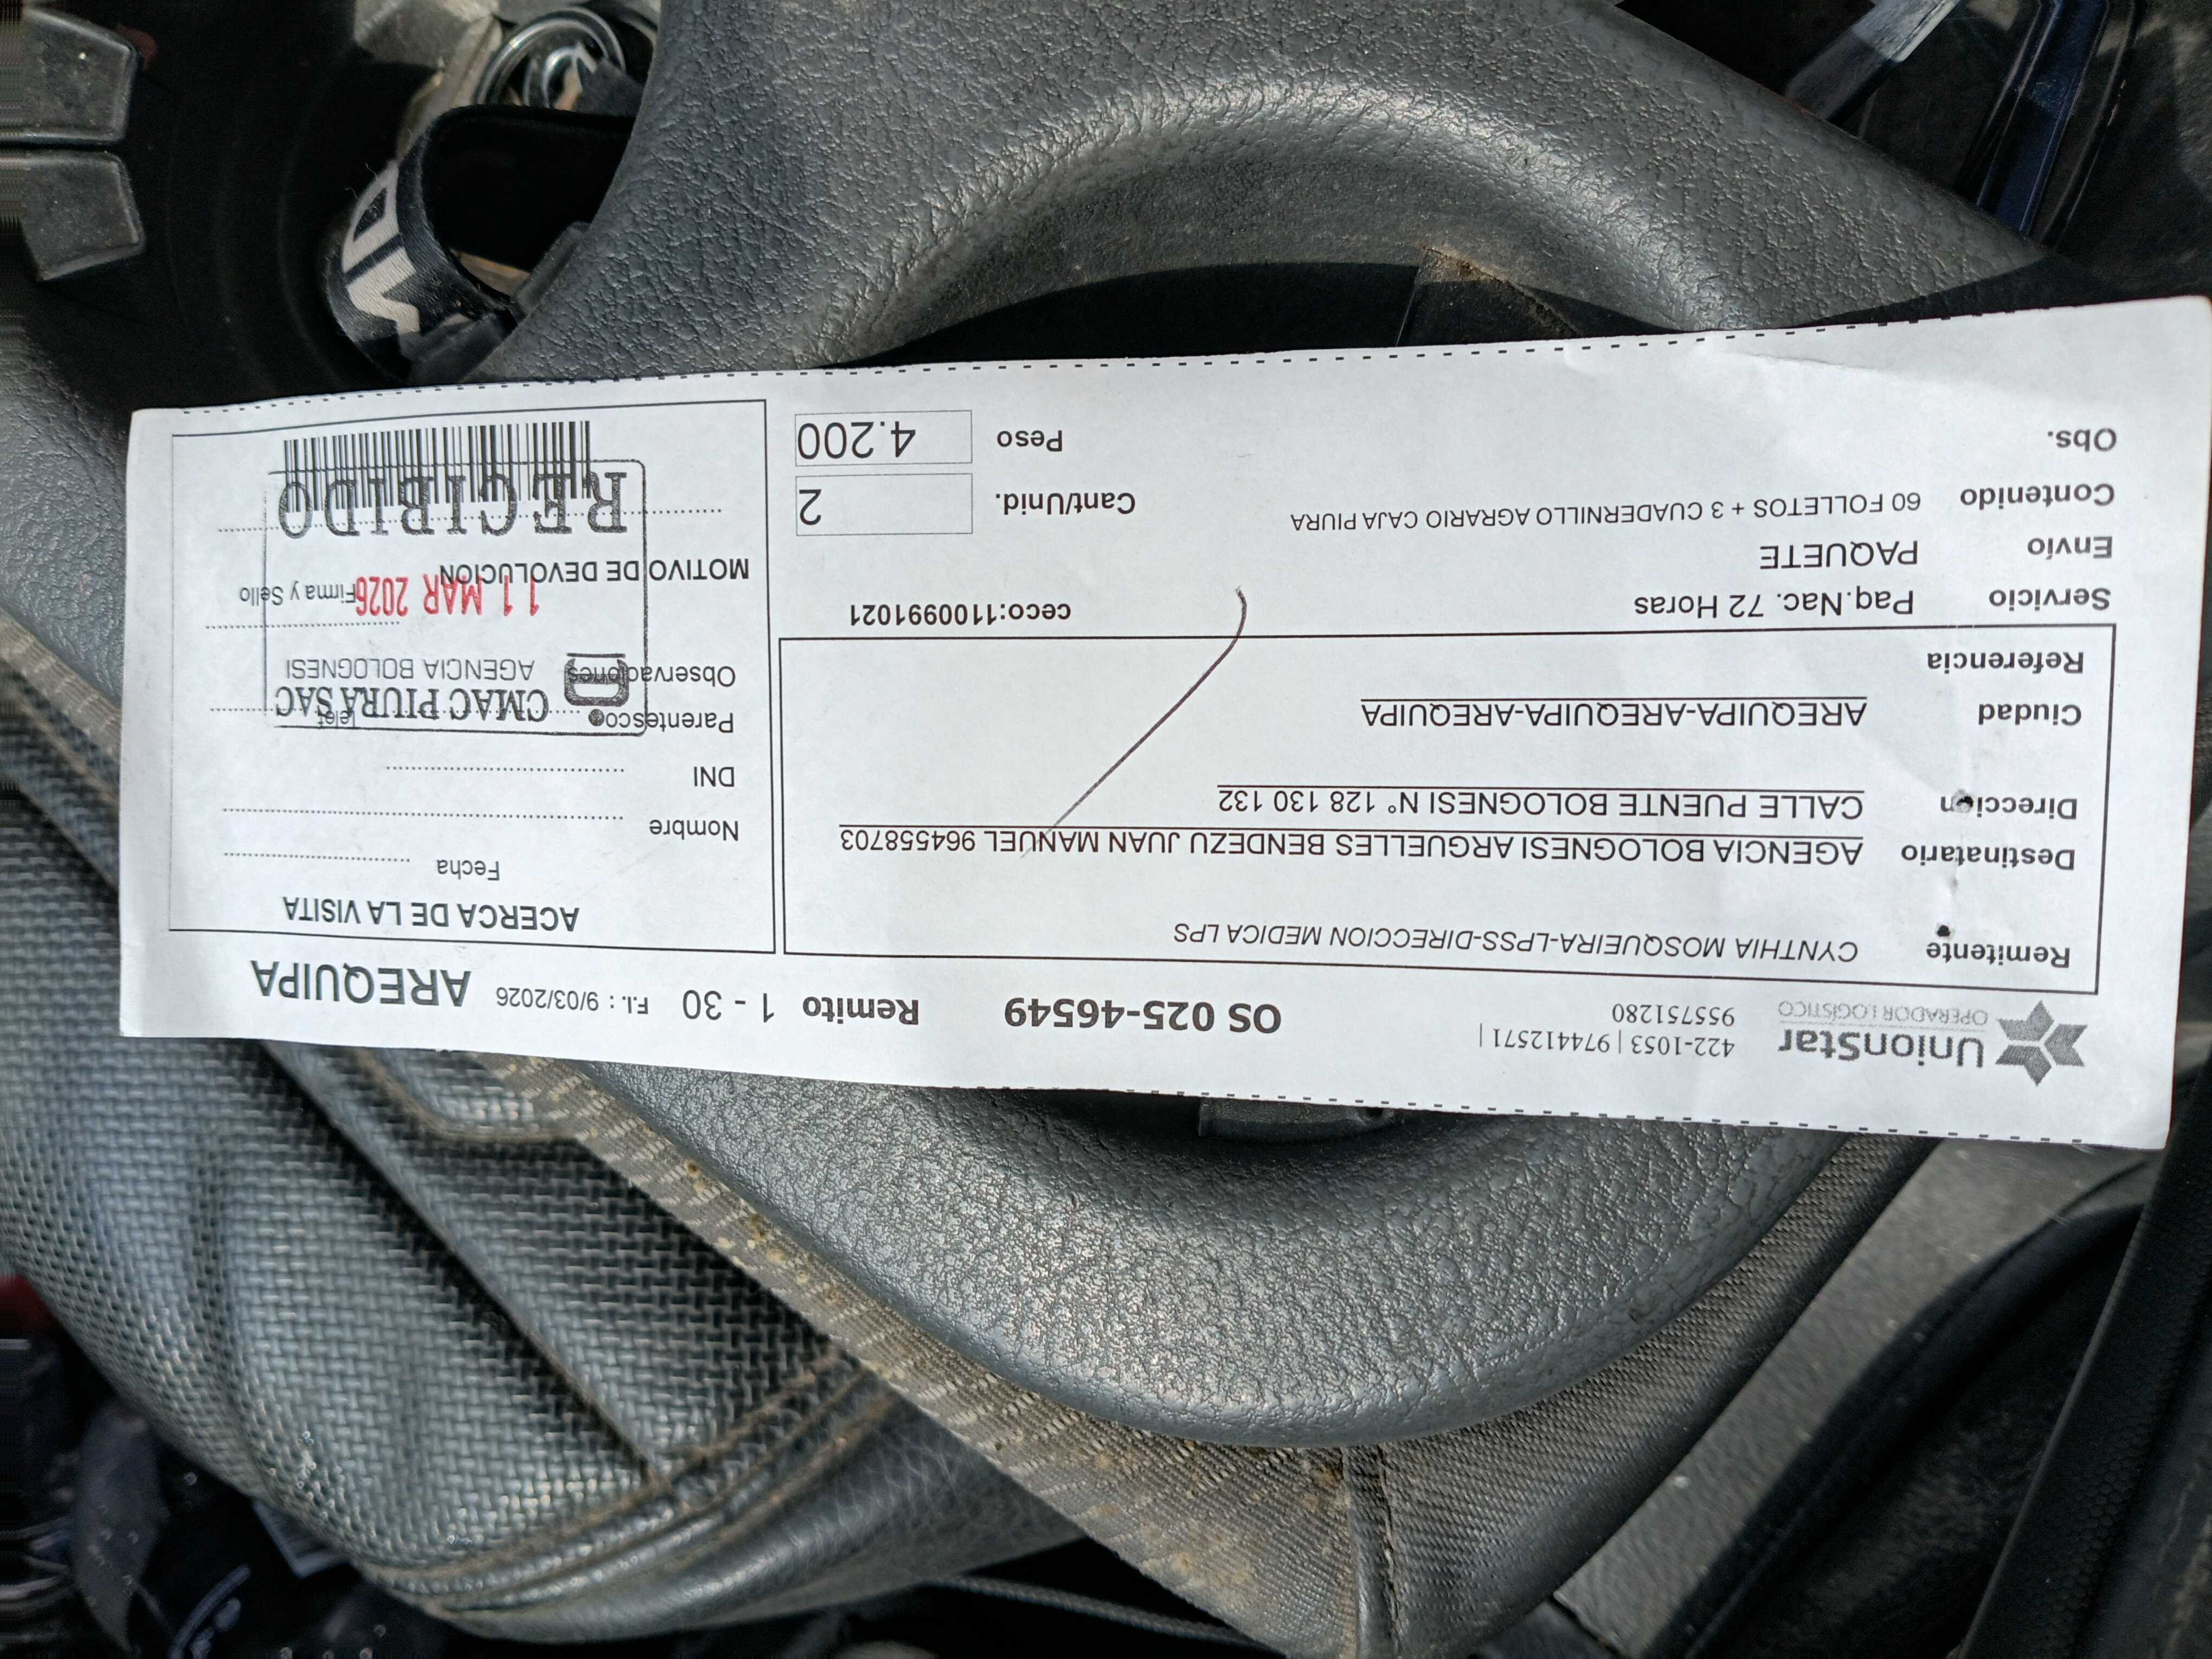 UnionStar
OPERADOR LOGÍSTICO
422-1053 | 974412571 |
955751280
OS 025-46549
Remito 1 - 30 F.I. : 9/03/2026 AREQUIPA
Remitente CYNTHIA MOSQUEIRA-LPSS-DIRECCION MEDICA LPS
Destinatario AGENCIA BOLOGNESI ARGUELLES BENDEZU JUAN MANUEL 964558703
Direccion CALLE PUENTE BOLOGNESI N° 128 130 132
Ciudad AREQUIPA-AREQUIPA-AREQUIPA
Referencia
Servicio Paq.Nac. 72 Horas ceco:1100991021
Envío PAQUETE
Contenido 60 FOLLETOS + 3 CUADERNILLO AGRARIO CAJA PIURA
Cant/Unid. 2
Obs.
Peso 4.200
ACERCA DE LA VISITA
Fecha
Nombre
DNI
Parentesco
Telef.
Observaciones
Firma y Sello
MOTIVO DE DEVOLUCION
CMAC PIURA SAC
AGENCIA BOLOGNESI
11 MAR 2026
RECIBIDO